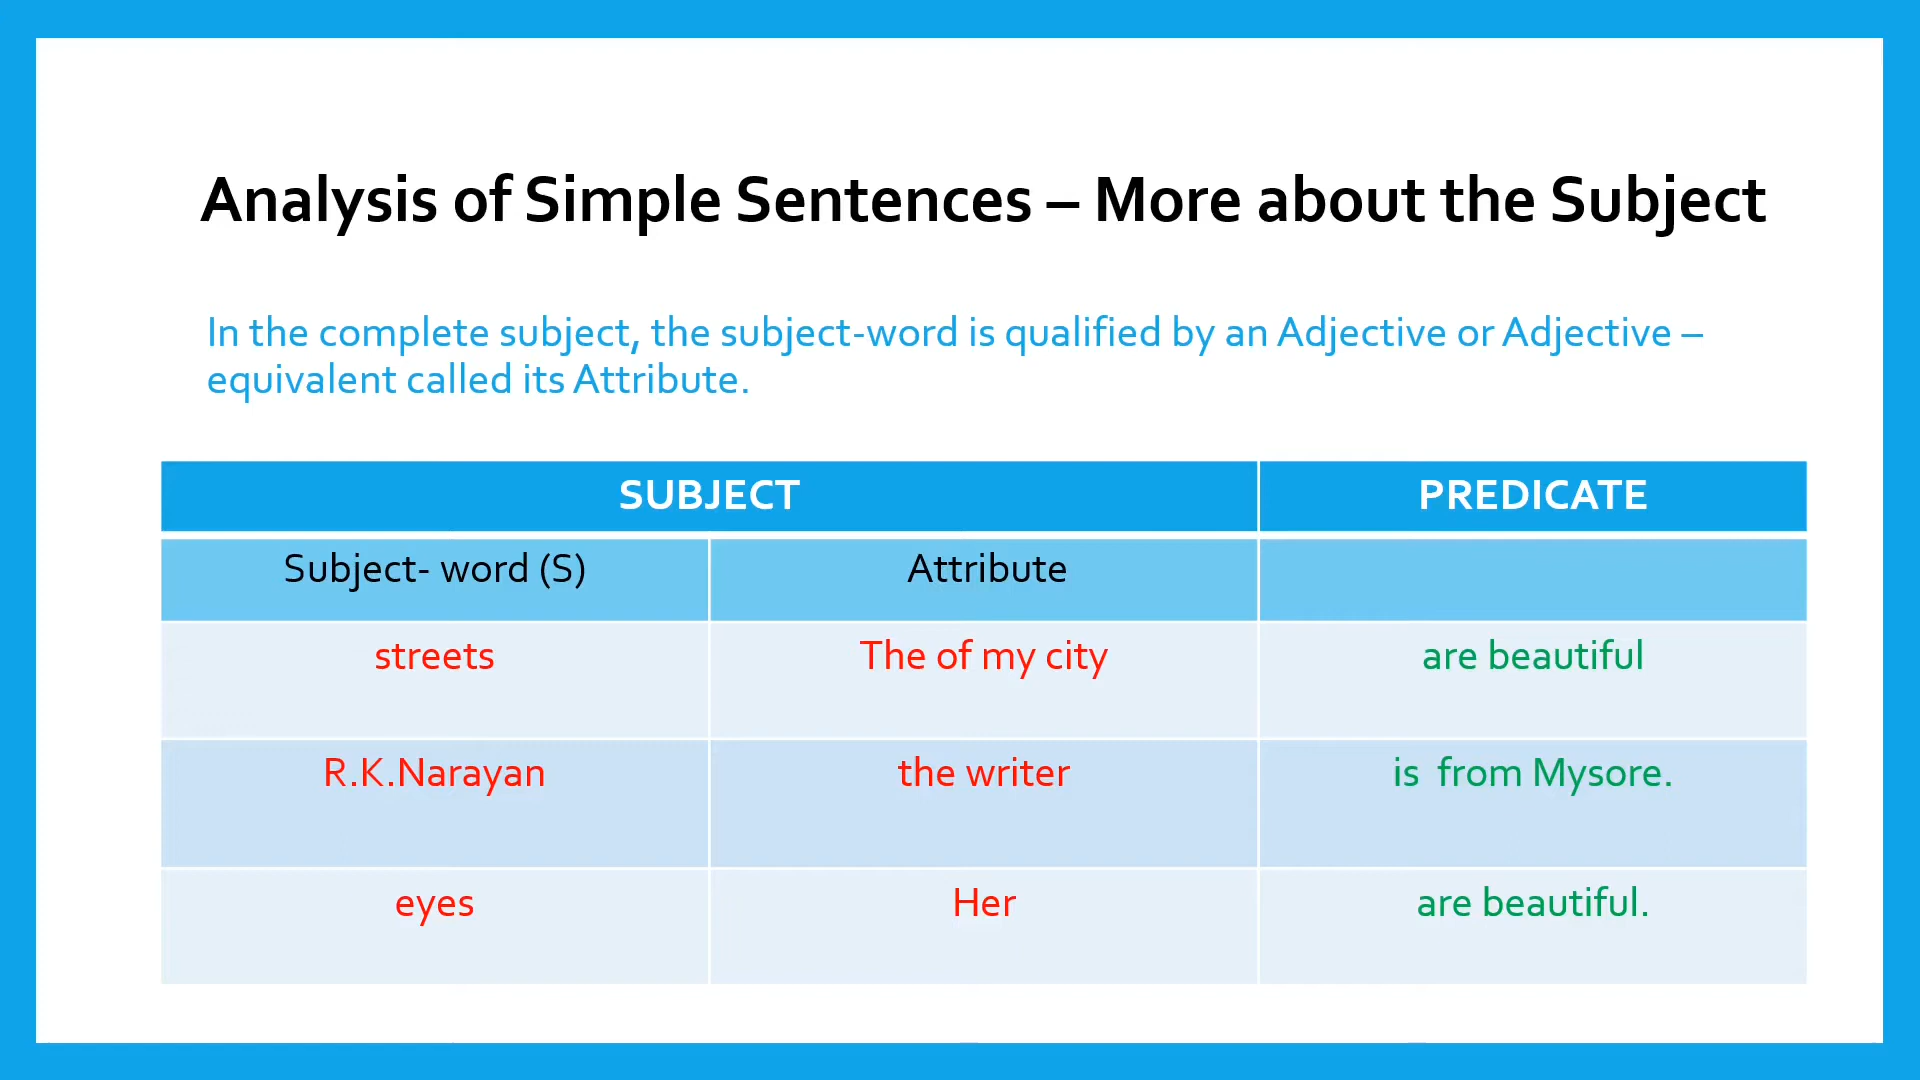 Analysis of Simple Sentences – More about the Subject
In the complete subject, the subject-word is qualified by an Adjective or Adjective –
equivalent called its Attribute.
SUBJECT PREDICATE
Subject- word (S) Attribute
streets The of my city are beautiful
R.K.Narayan the writer is from Mysore.
eyes Her are beautiful.